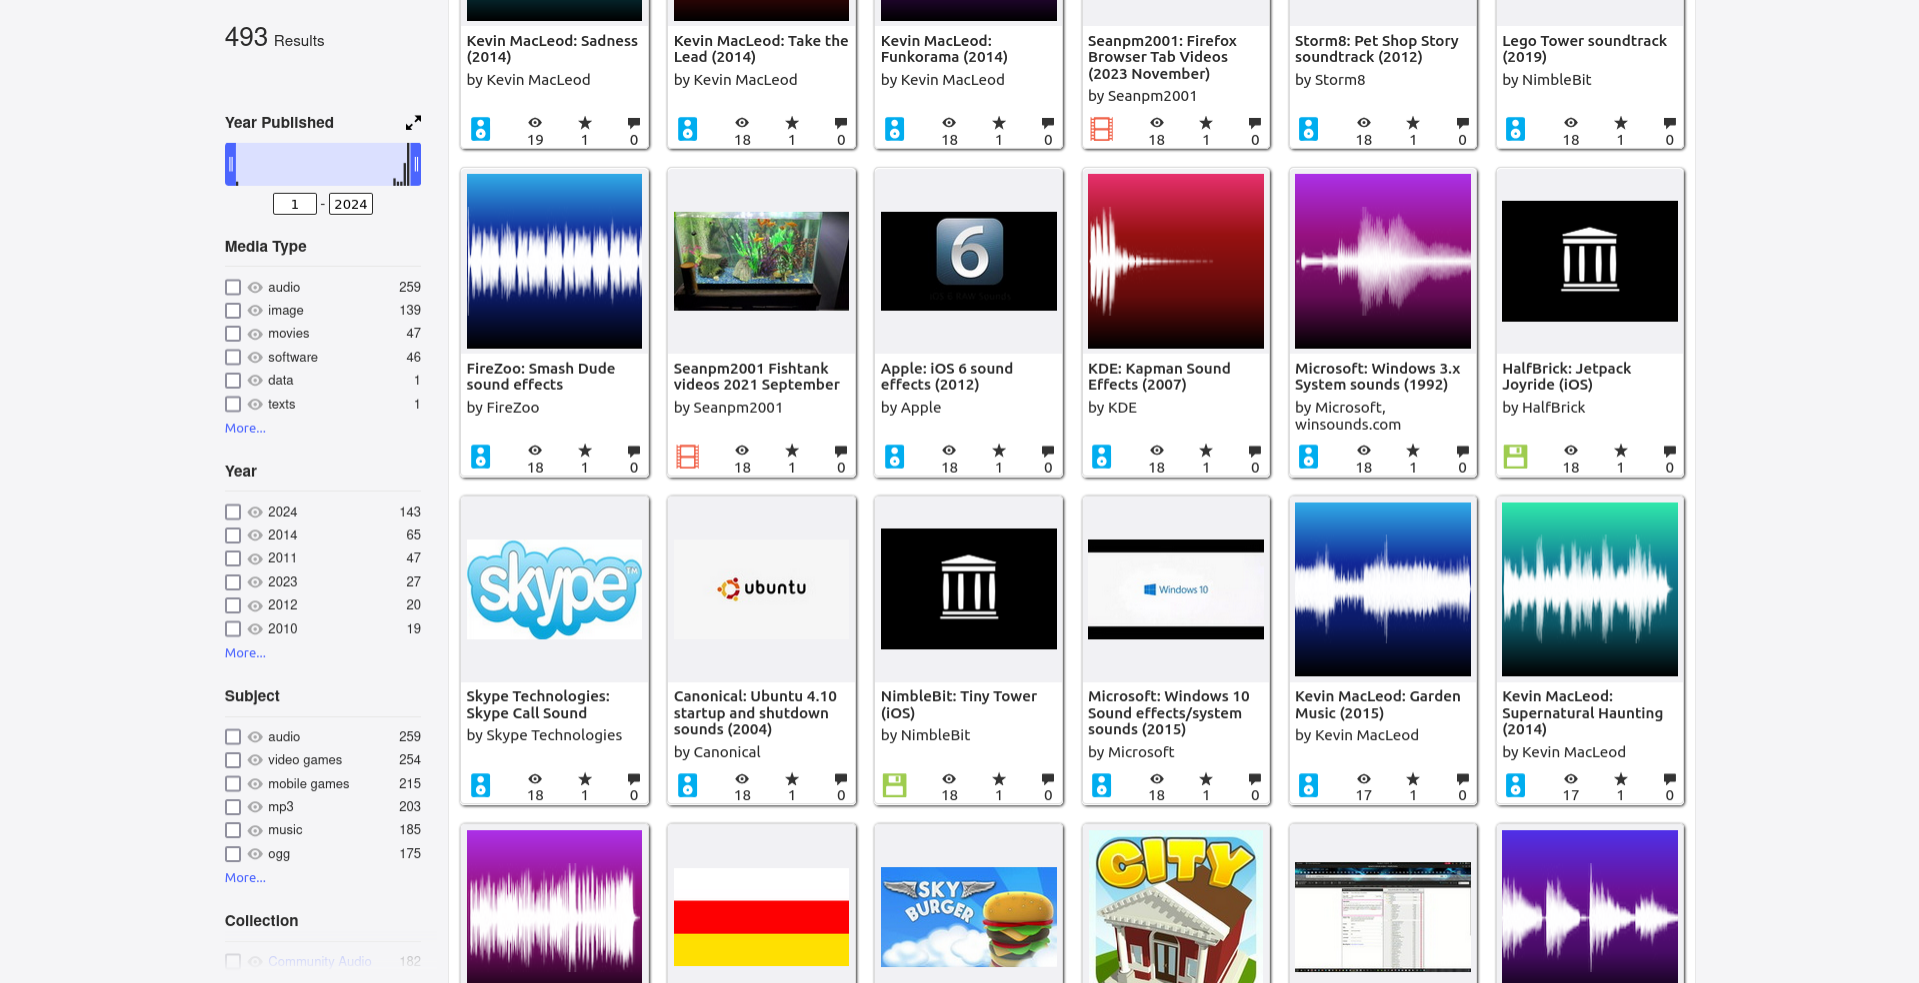 493 Results
Year Published
1 - 2024
Media Type
audio 259
image 139
movies 47
software 46
data 1
texts 1
More...
Year
2024 143
2014 65
2011 47
2023 27
2012 20
2010 19
More...
Subject
audio 259
video games 254
mobile games 215
mp3 203
music 185
ogg 175
More...
Collection
Community Audio 182
Kevin MacLeod: Sadness
(2014)
by Kevin MacLeod
19 1 0
Kevin MacLeod: Take the
Lead (2014)
by Kevin MacLeod
18 1 0
Kevin MacLeod:
Funkorama (2014)
by Kevin MacLeod
18 1 0
Seanpm2001: Firefox
Browser Tab Videos
(2023 November)
by Seanpm2001
18 1 0
Storm8: Pet Shop Story
soundtrack (2012)
by Storm8
18 1 0
Lego Tower soundtrack
(2019)
by NimbleBit
18 1 0
FireZoo: Smash Dude
sound effects
by FireZoo
18 1 0
Seanpm2001 Fishtank
videos 2021 September
by Seanpm2001
18 1 0
6
iOS 6 RAW Sounds
Apple: iOS 6 sound
effects (2012)
by Apple
18 1 0
KDE: Kapman Sound
Effects (2007)
by KDE
18 1 0
Microsoft: Windows 3.x
System sounds (1992)
by Microsoft,
winsounds.com
18 1 0
HalfBrick: Jetpack
Joyride (iOS)
by HalfBrick
18 1 0
skype TM
Skype Technologies:
Skype Call Sound
by Skype Technologies
18 1 0
ubuntu
Canonical: Ubuntu 4.10
startup and shutdown
sounds (2004)
by Canonical
18 1 0
NimbleBit: Tiny Tower
(iOS)
by NimbleBit
18 1 0
Windows 10
Microsoft: Windows 10
Sound effects/system
sounds (2015)
by Microsoft
18 1 0
Kevin MacLeod: Garden
Music (2015)
by Kevin MacLeod
17 1 0
Kevin MacLeod:
Supernatural Haunting
(2014)
by Kevin MacLeod
17 1 0
SKY
BURGER
CITY